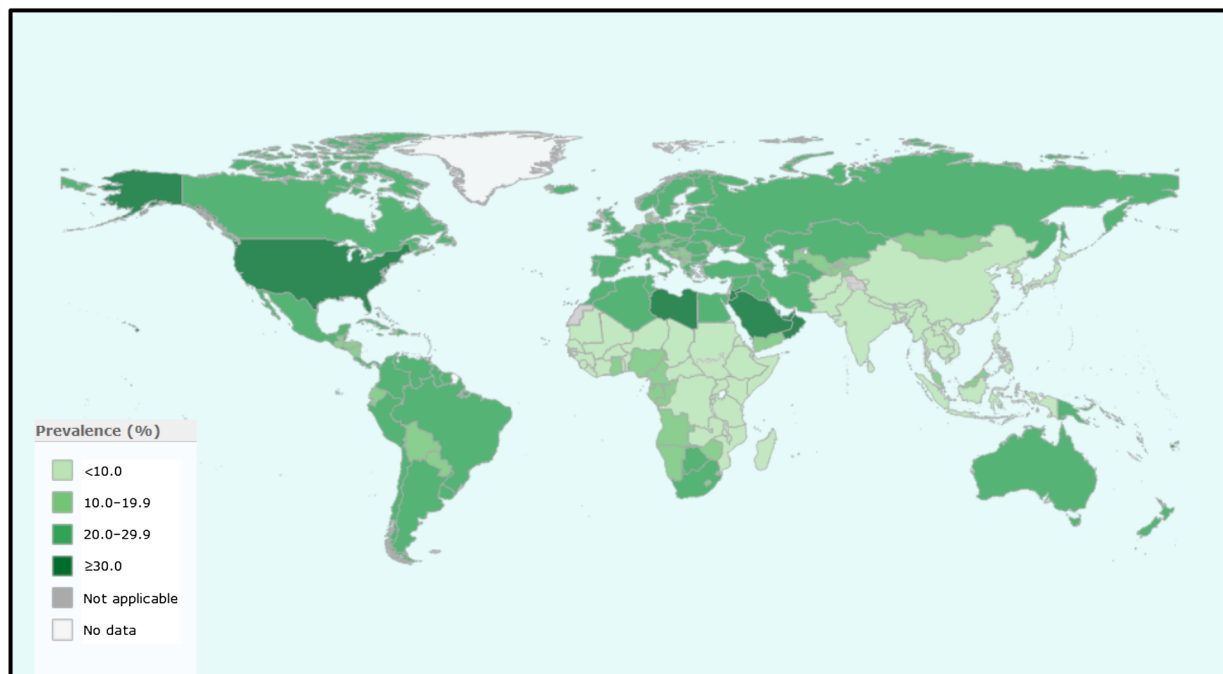 Prevalence (%)
<10.0
10.0–19.9
20.0–29.9
≥30.0
Not applicable
No data